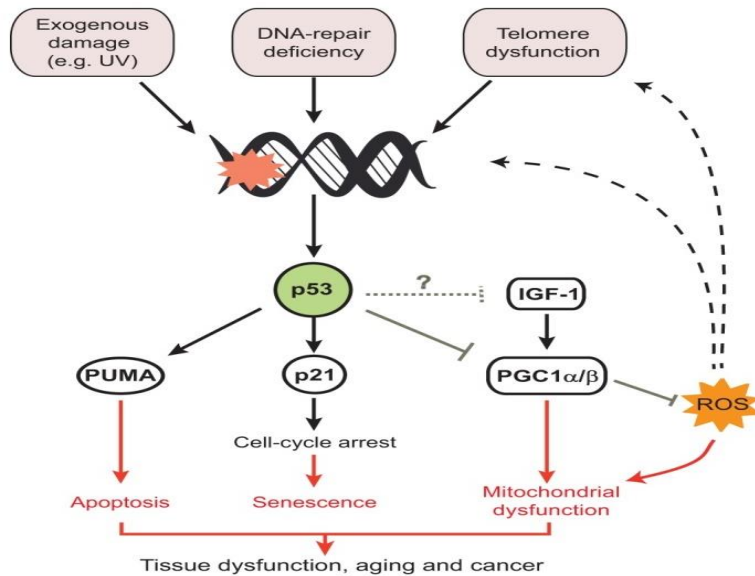 Exogenous
damage
(e.g. UV)
DNA-repair
deficiency
Telomere
dysfunction
p53
?
IGF-1
PUMA
p21
PGC1α/β
ROS
Cell-cycle arrest
Apoptosis
Senescence
Mitochondrial
dysfunction
Tissue dysfunction, aging and cancer